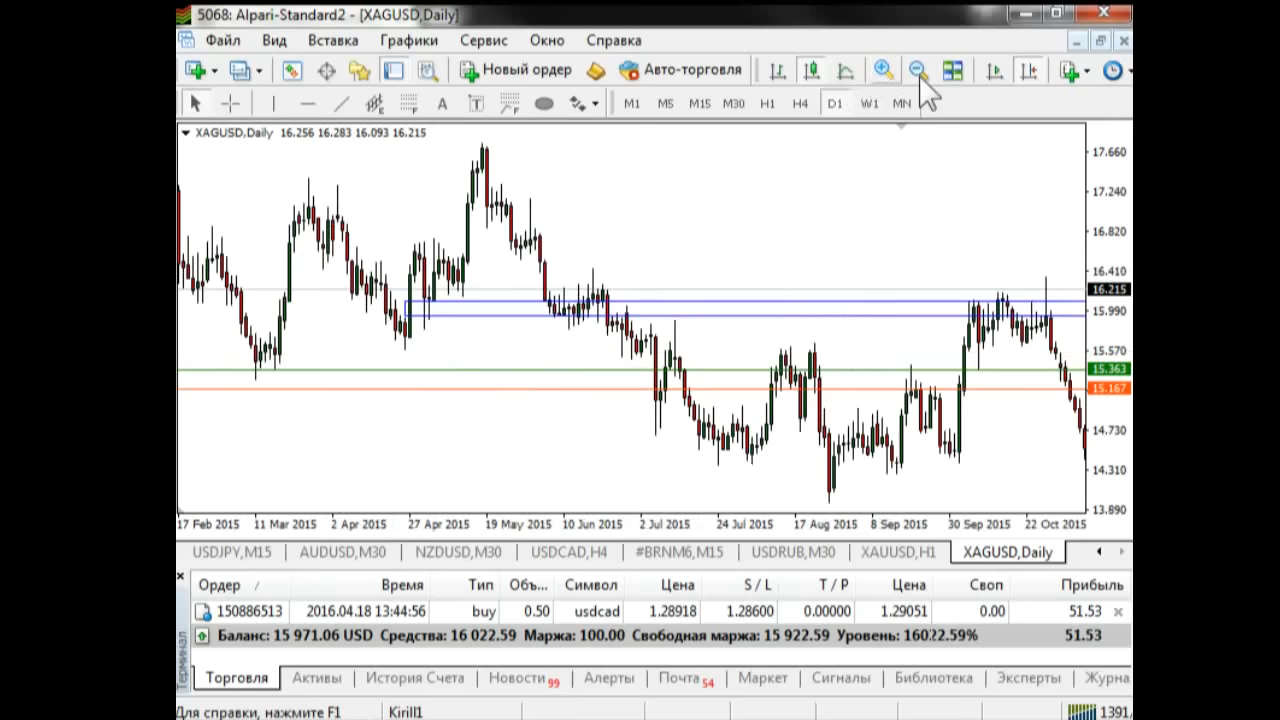 5068: Alpari-Standard2 - [XAGUSD,Daily]
Файл Вид Вставка Графики Сервис Окно Справка
Новый ордер Авто-торговля
A T M1 M5 M15 M30 H1 H4 D1 W1 MN
XAGUSD,Daily 16.256 16.283 16.093 16.215
17.660
17.240
16.820
16.410
16.215
15.990
15.570
15.363
15.167
14.730
14.310
13.890
17 Feb 2015 11 Mar 2015 2 Apr 2015 27 Apr 2015 19 May 2015 10 Jun 2015 2 Jul 2015 24 Jul 2015 17 Aug 2015 8 Sep 2015 30 Sep 2015 22 Oct 2015
USDJPY,M15 AUDUSD,M30 NZDUSD,M30 USDCAD,H4 #BRNM6,M15 USDRUB,M30 XAUUSD,H1 XAGUSD,Daily
Ордер / Время Тип Объ... Символ Цена S / L T / P Цена Своп Прибыль
150886513 2016.04.18 13:44:56 buy 0.50 usdcad 1.28918 1.28600 0.00000 1.29051 0.00 51.53
Баланс: 15 971.06 USD Средства: 16 022.59 Маржа: 100.00 Свободная маржа: 15 922.59 Уровень: 16022.59% 51.53
Терминал
Торговля Активы История Счета Новости 99 Алерты Почта 54 Маркет Сигналы Библиотека Эксперты Журна
Для справки, нажмите F1 Kirill1 1391